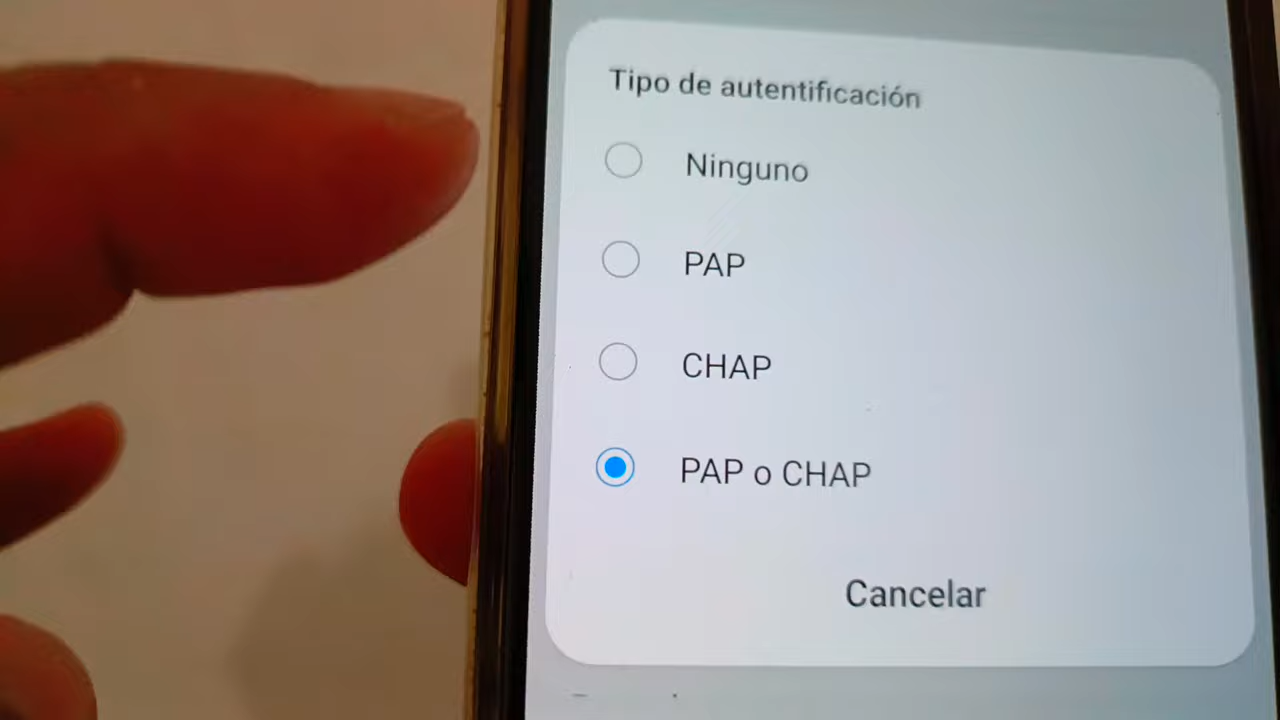 Tipo de autentificación
Ninguno
PAP
CHAP
PAP o CHAP
Cancelar